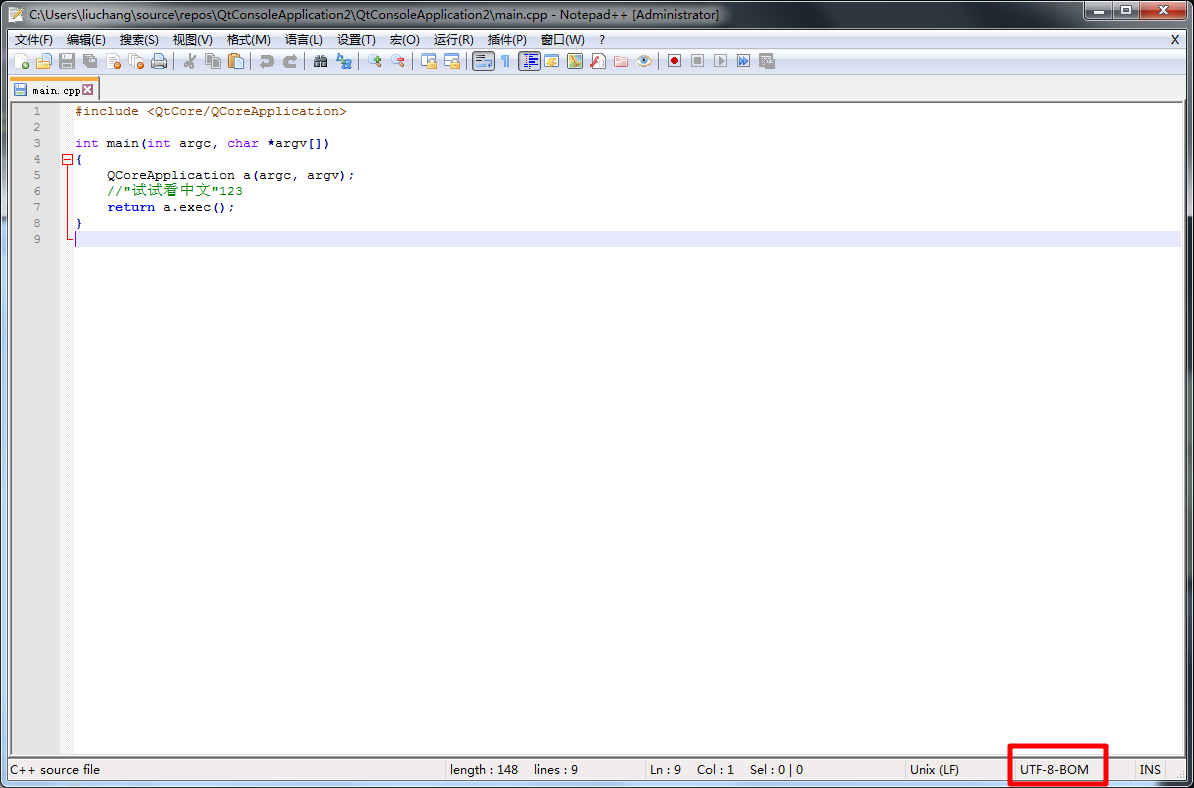 C:\Users\liuchang\source\repos\QtConsoleApplication2\QtConsoleApplication2\main.cpp - Notepad++ [Administrator]
文件(F) 编辑(E) 搜索(S) 视图(V) 格式(M) 语言(L) 设置(T) 宏(O) 运行(R) 插件(P) 窗口(W) ? X
main.cpp
1 #include <QtCore/QCoreApplication>
2
3 int main(int argc, char *argv[])
4 {
5 QCoreApplication a(argc, argv);
6 //"试试看中文"123
7 return a.exec();
8 }
9
C++ source file length : 148 lines : 9 Ln : 9 Col : 1 Sel : 0 | 0 Unix (LF) UTF-8-BOM INS